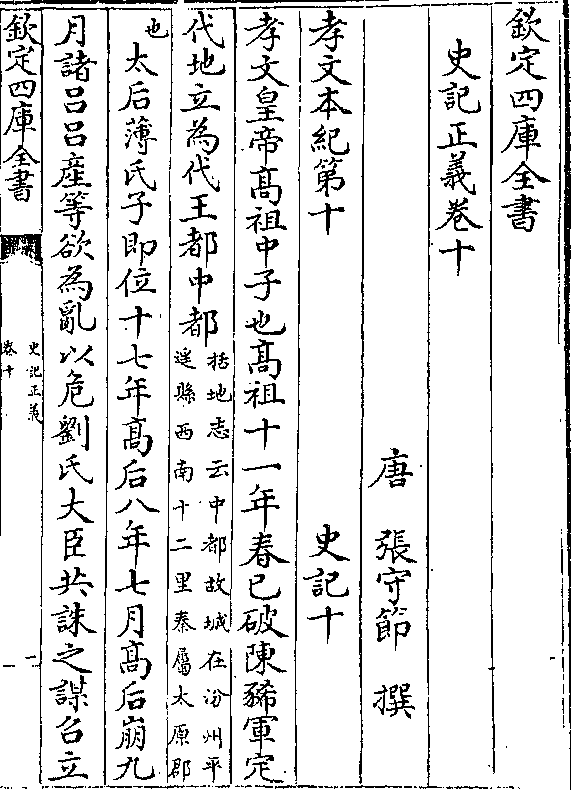 欽定四庫全書
史記正義卷十
唐 張守節 撰
孝文本紀第十 史記十
孝文皇帝髙祖中子也髙祖十一年春已破陳豨軍定
代地立為代王都中都括地志云中都故城在汾州平
遥縣西南十二里秦屬太原郡
也太后薄氏子即位十七年髙后八年七月髙后崩九
月諸吕吕産等欲為亂以危劉氏大臣共誅之謀召立
欽定四庫全書
史記正義
卷十
一